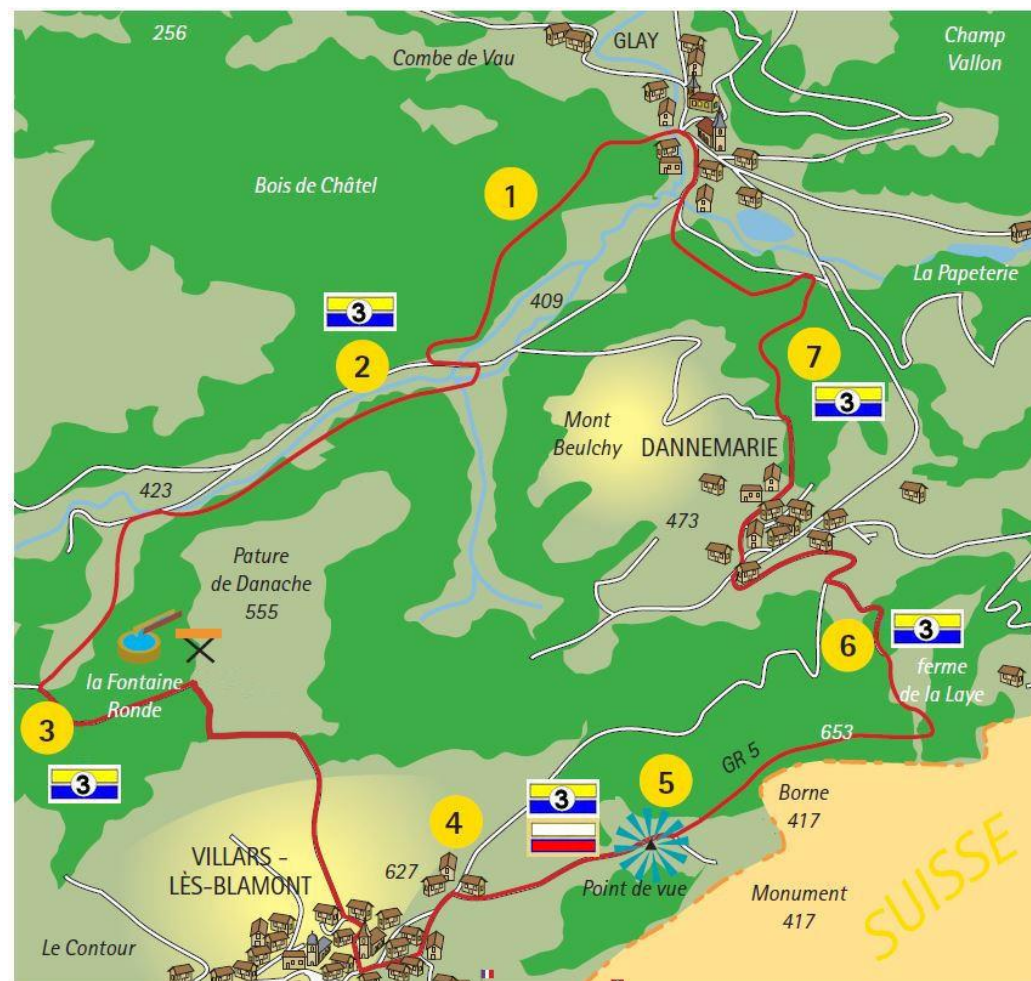 256
Combe de Vau
GLAY
Champ
Vallon
Bois de Châtel
1
La Papeterie
409
3
2
7
3
Mont
Beulchy
DANNEMARIE
423
473
Pature
de Danache
555
6
3
la Fontaine
Ronde
ferme
de la Laye
3
653
3
GR 5
5
3
4
Borne
417
VILLARS -
LÈS-BLAMONT
627
Point de vue
Monument
417
SUISSE
Le Contour